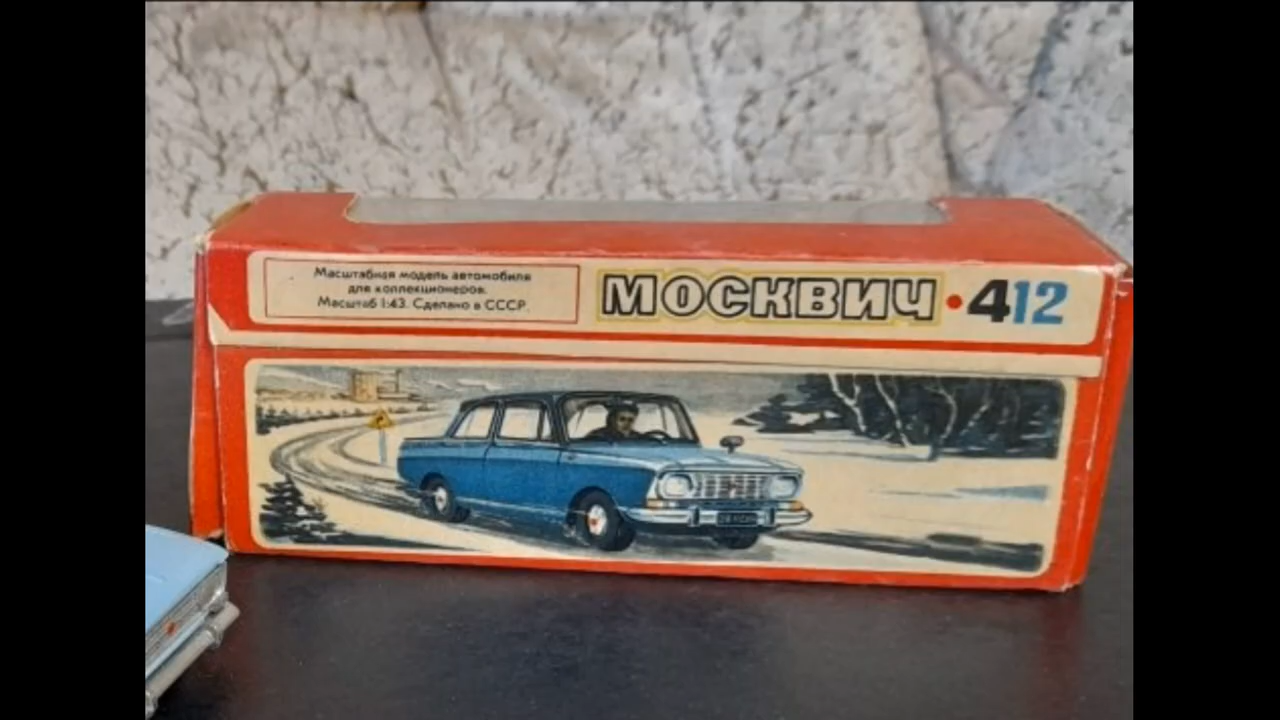 Масштабная модель автомобиля
для коллекционеров.
Масштаб 1:43. Сделано в СССР.
МОСКВИЧ • 412